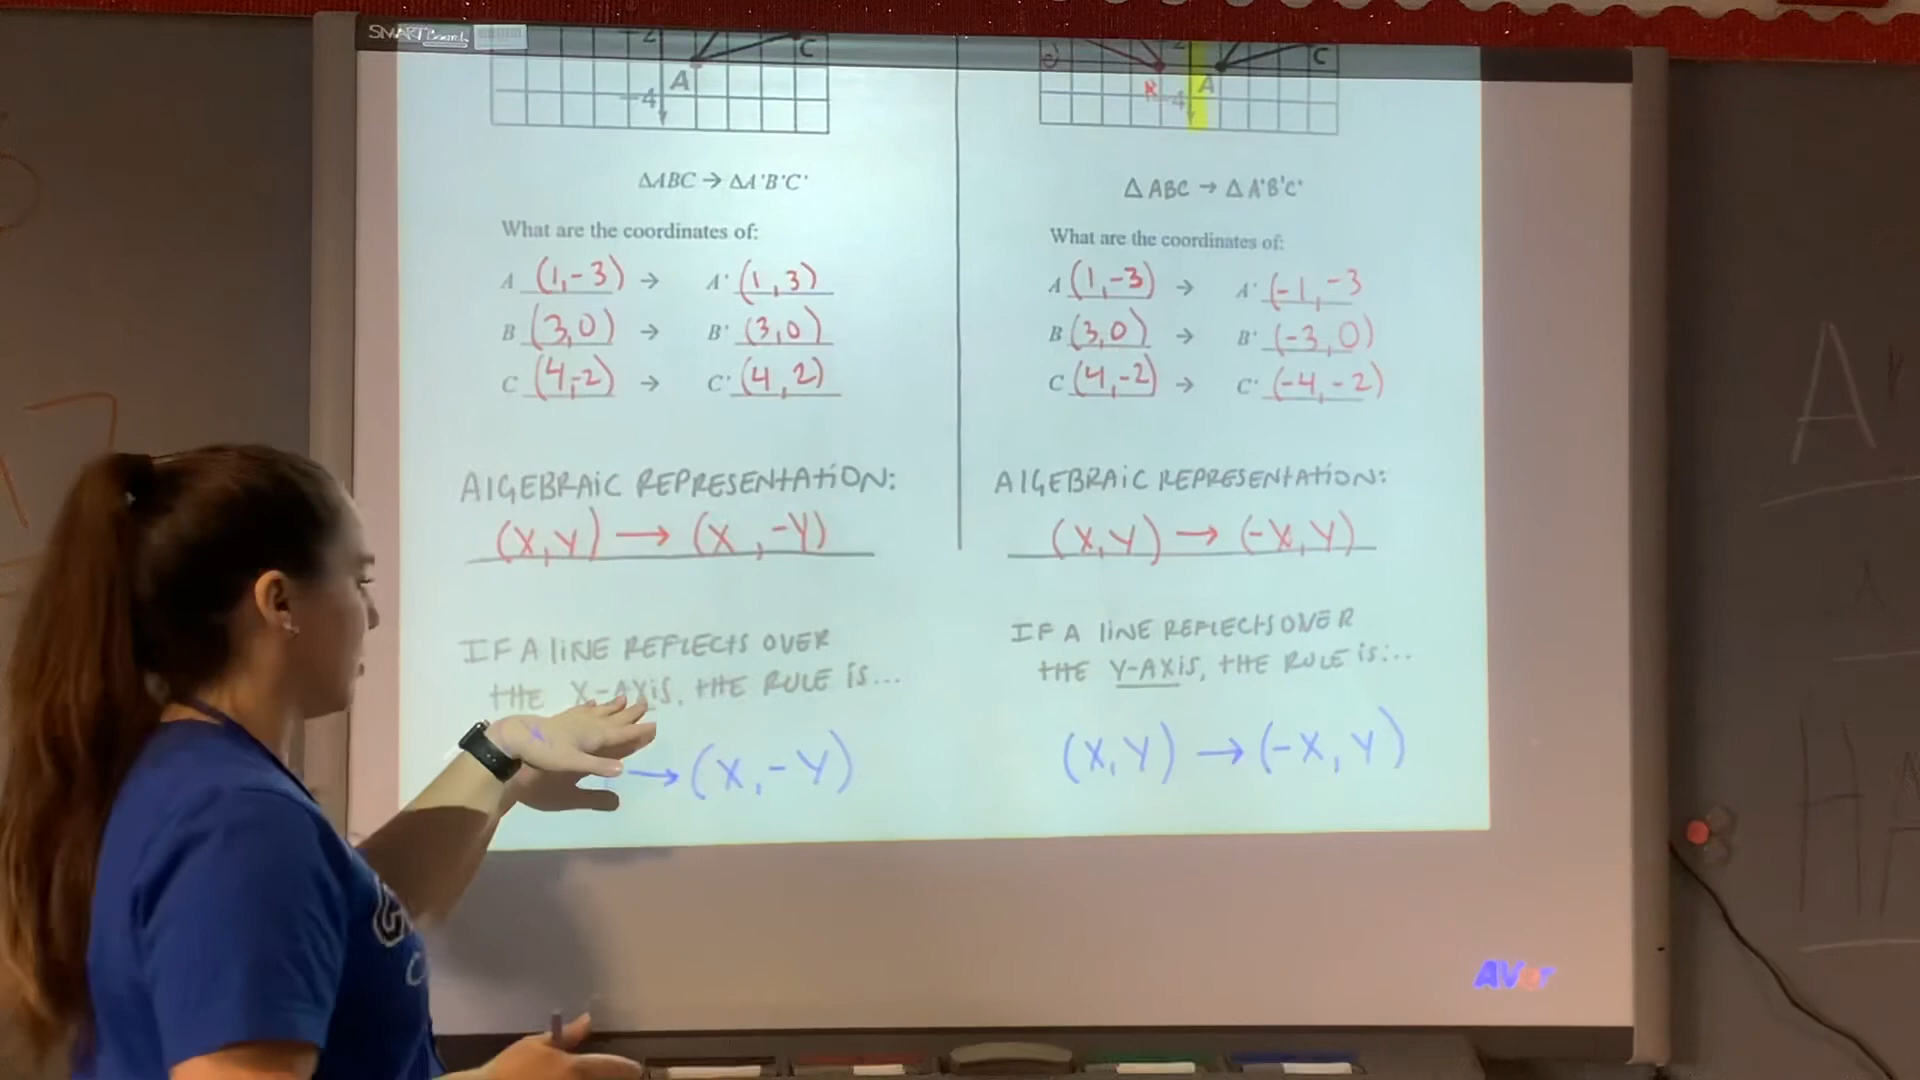 SMART Board
2
C
A
-4
ΔABC → ΔA'B'C'
What are the coordinates of:
A (1,-3) → A' (1,3)
B (3,0) → B' (3,0)
C (4,-2) → C' (4,2)
ALGEBRAIC REPRESENTATION:
(X,Y) → (X,-Y)
IF A LINE REFLECTS OVER
THE X-AXIS, THE RULE IS...
→ (X,-Y)
2
C
A
-4
Δ ABC → Δ A'B'C'
What are the coordinates of:
A (1,-3) → A' (-1,-3
B (3,0) → B' (-3,0)
C (4,-2) → C' (-4,-2)
ALGEBRAIC REPRESENTATION:
(X,Y) → (-X,Y)
IF A LINE REFLECTS OVER
THE Y-AXIS, THE RULE IS...
(X,Y) → (-X,Y)
AVer
A'